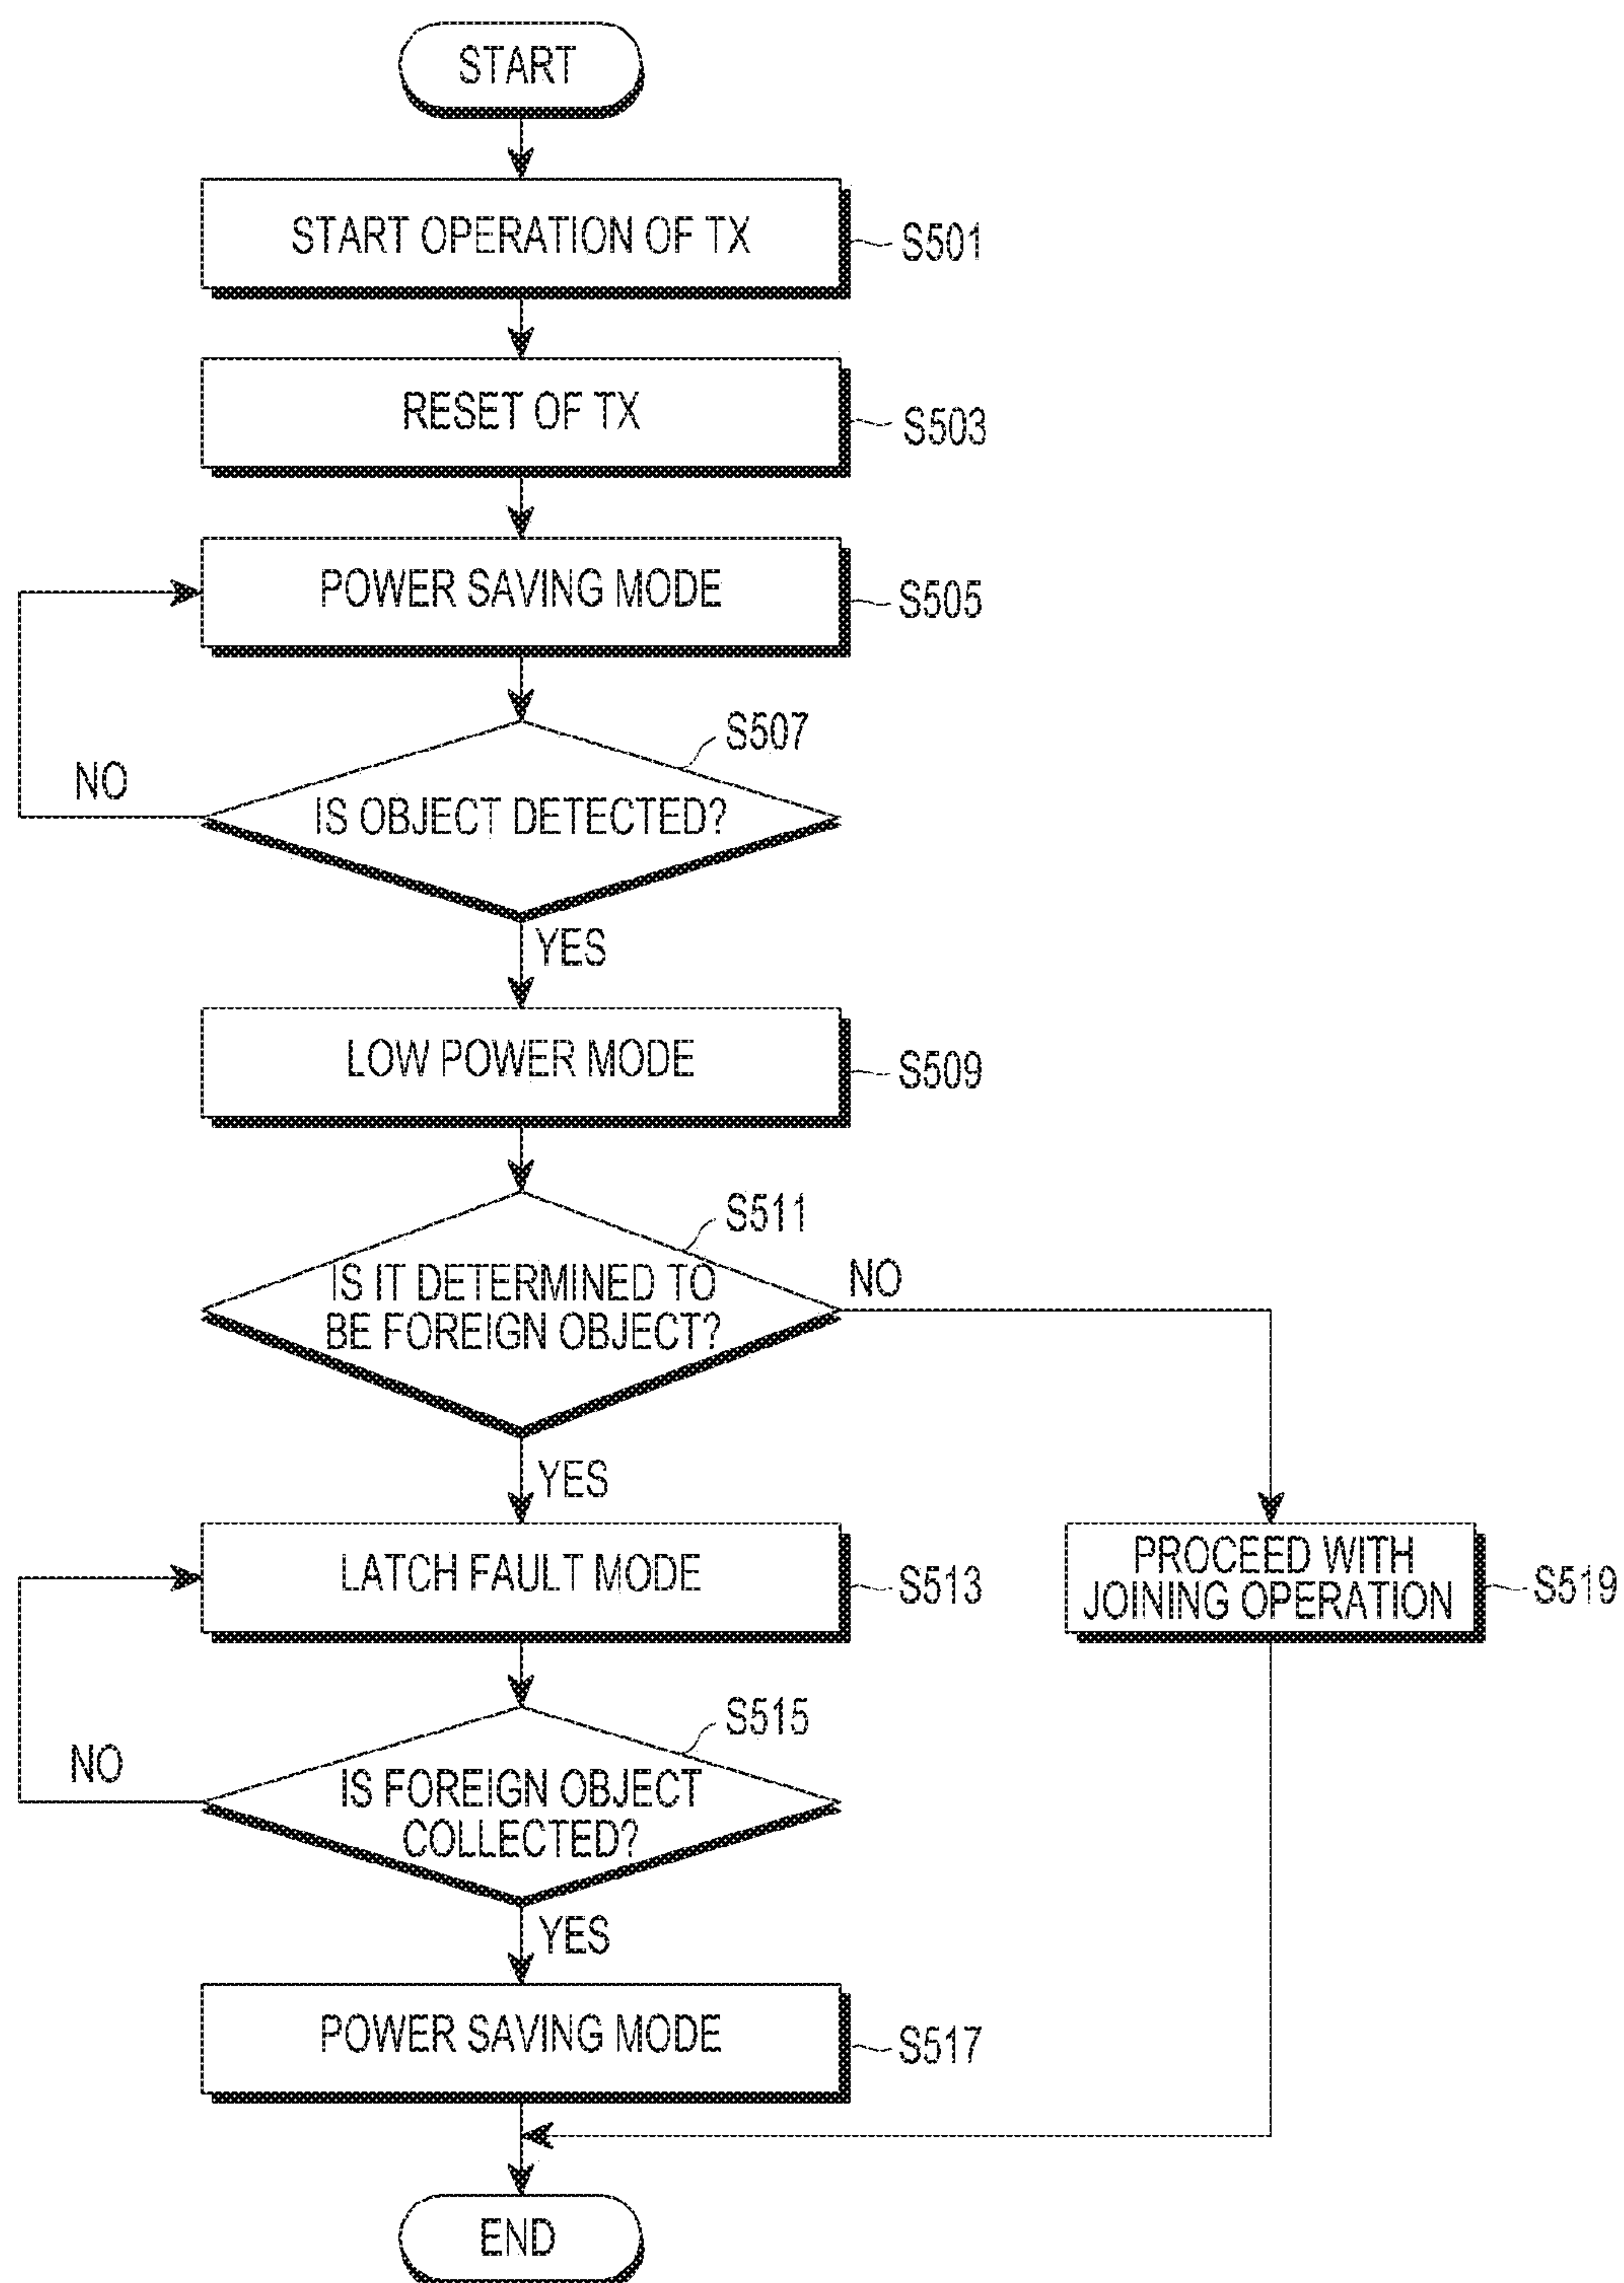 START
START OPERATION OF TX
S501
RESET OF TX
S503
POWER SAVING MODE
S505
S507
NO
IS OBJECT DETECTED?
YES
LOW POWER MODE
S509
S511
IS IT DETERMINED TO
BE FOREIGN OBJECT?
NO
YES
LATCH FAULT MODE
S513
PROCEED WITH
JOINING OPERATION
S519
S515
NO
IS FOREIGN OBJECT
COLLECTED?
YES
POWER SAVING MODE
S517
END